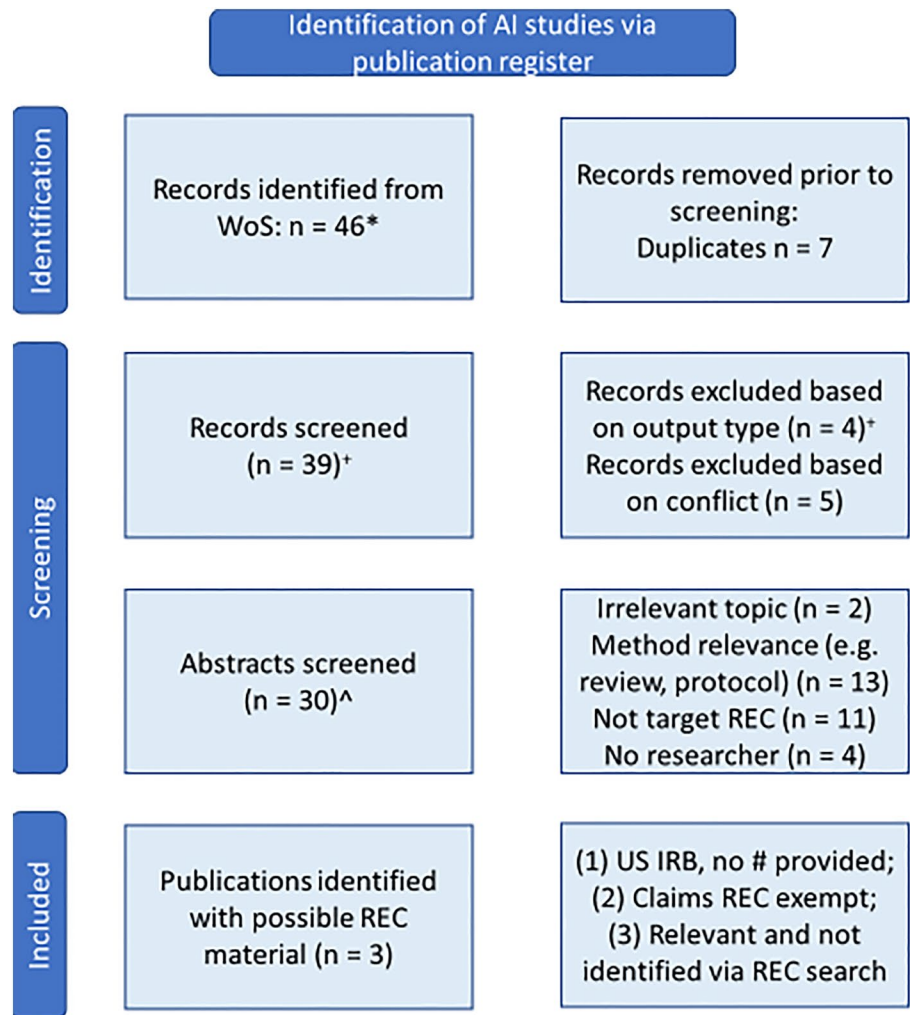 Identification of AI studies via
publication register
Identification
Records identified from
WoS: n = 46*
Records removed prior to
screening:
Duplicates n = 7
Screening
Records screened
(n = 39)⁺
Records excluded based
on output type (n = 4)⁺
Records excluded based
on conflict (n = 5)
Abstracts screened
(n = 30)^
Irrelevant topic (n = 2)
Method relevance (e.g.
review, protocol) (n = 13)
Not target REC (n = 11)
No researcher (n = 4)
Included
Publications identified
with possible REC
material (n = 3)
(1) US IRB, no # provided;
(2) Claims REC exempt;
(3) Relevant and not
identified via REC search